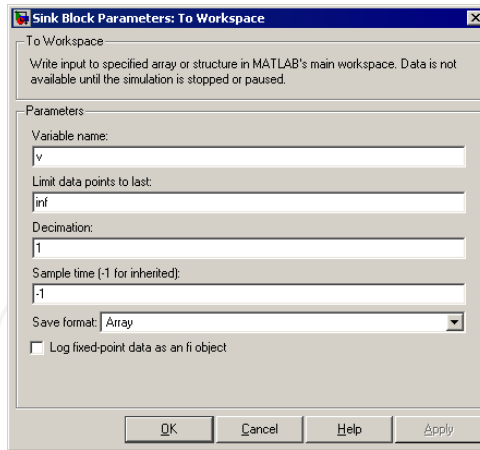 Sink Block Parameters: To Workspace
To Workspace
Write input to specified array or structure in MATLAB's main workspace. Data is not
available until the simulation is stopped or paused.
Parameters
Variable name:
v
Limit data points to last:
inf
Decimation:
1
Sample time (-1 for inherited):
-1
Save format: Array
Log fixed-point data as an fi object
OK Cancel Help Apply